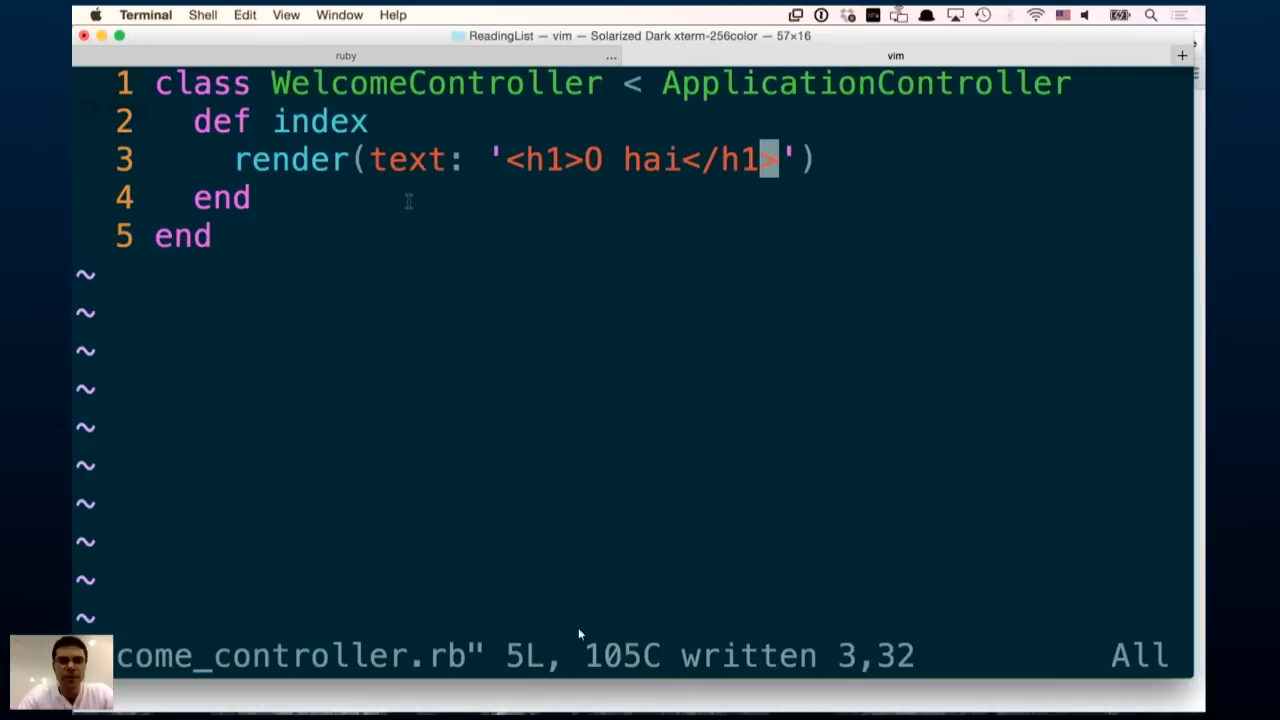 Terminal Shell Edit View Window Help
ReadingList — vim — Solarized Dark xterm-256color — 57×16
ruby ... vim +
1 class WelcomeController < ApplicationController
2 def index
3 render(text: '<h1>O hai</h1>')
4 end
5 end
~
~
~
~
~
~
~
~
~
~
come_controller.rb" 5L, 105C written 3,32 All